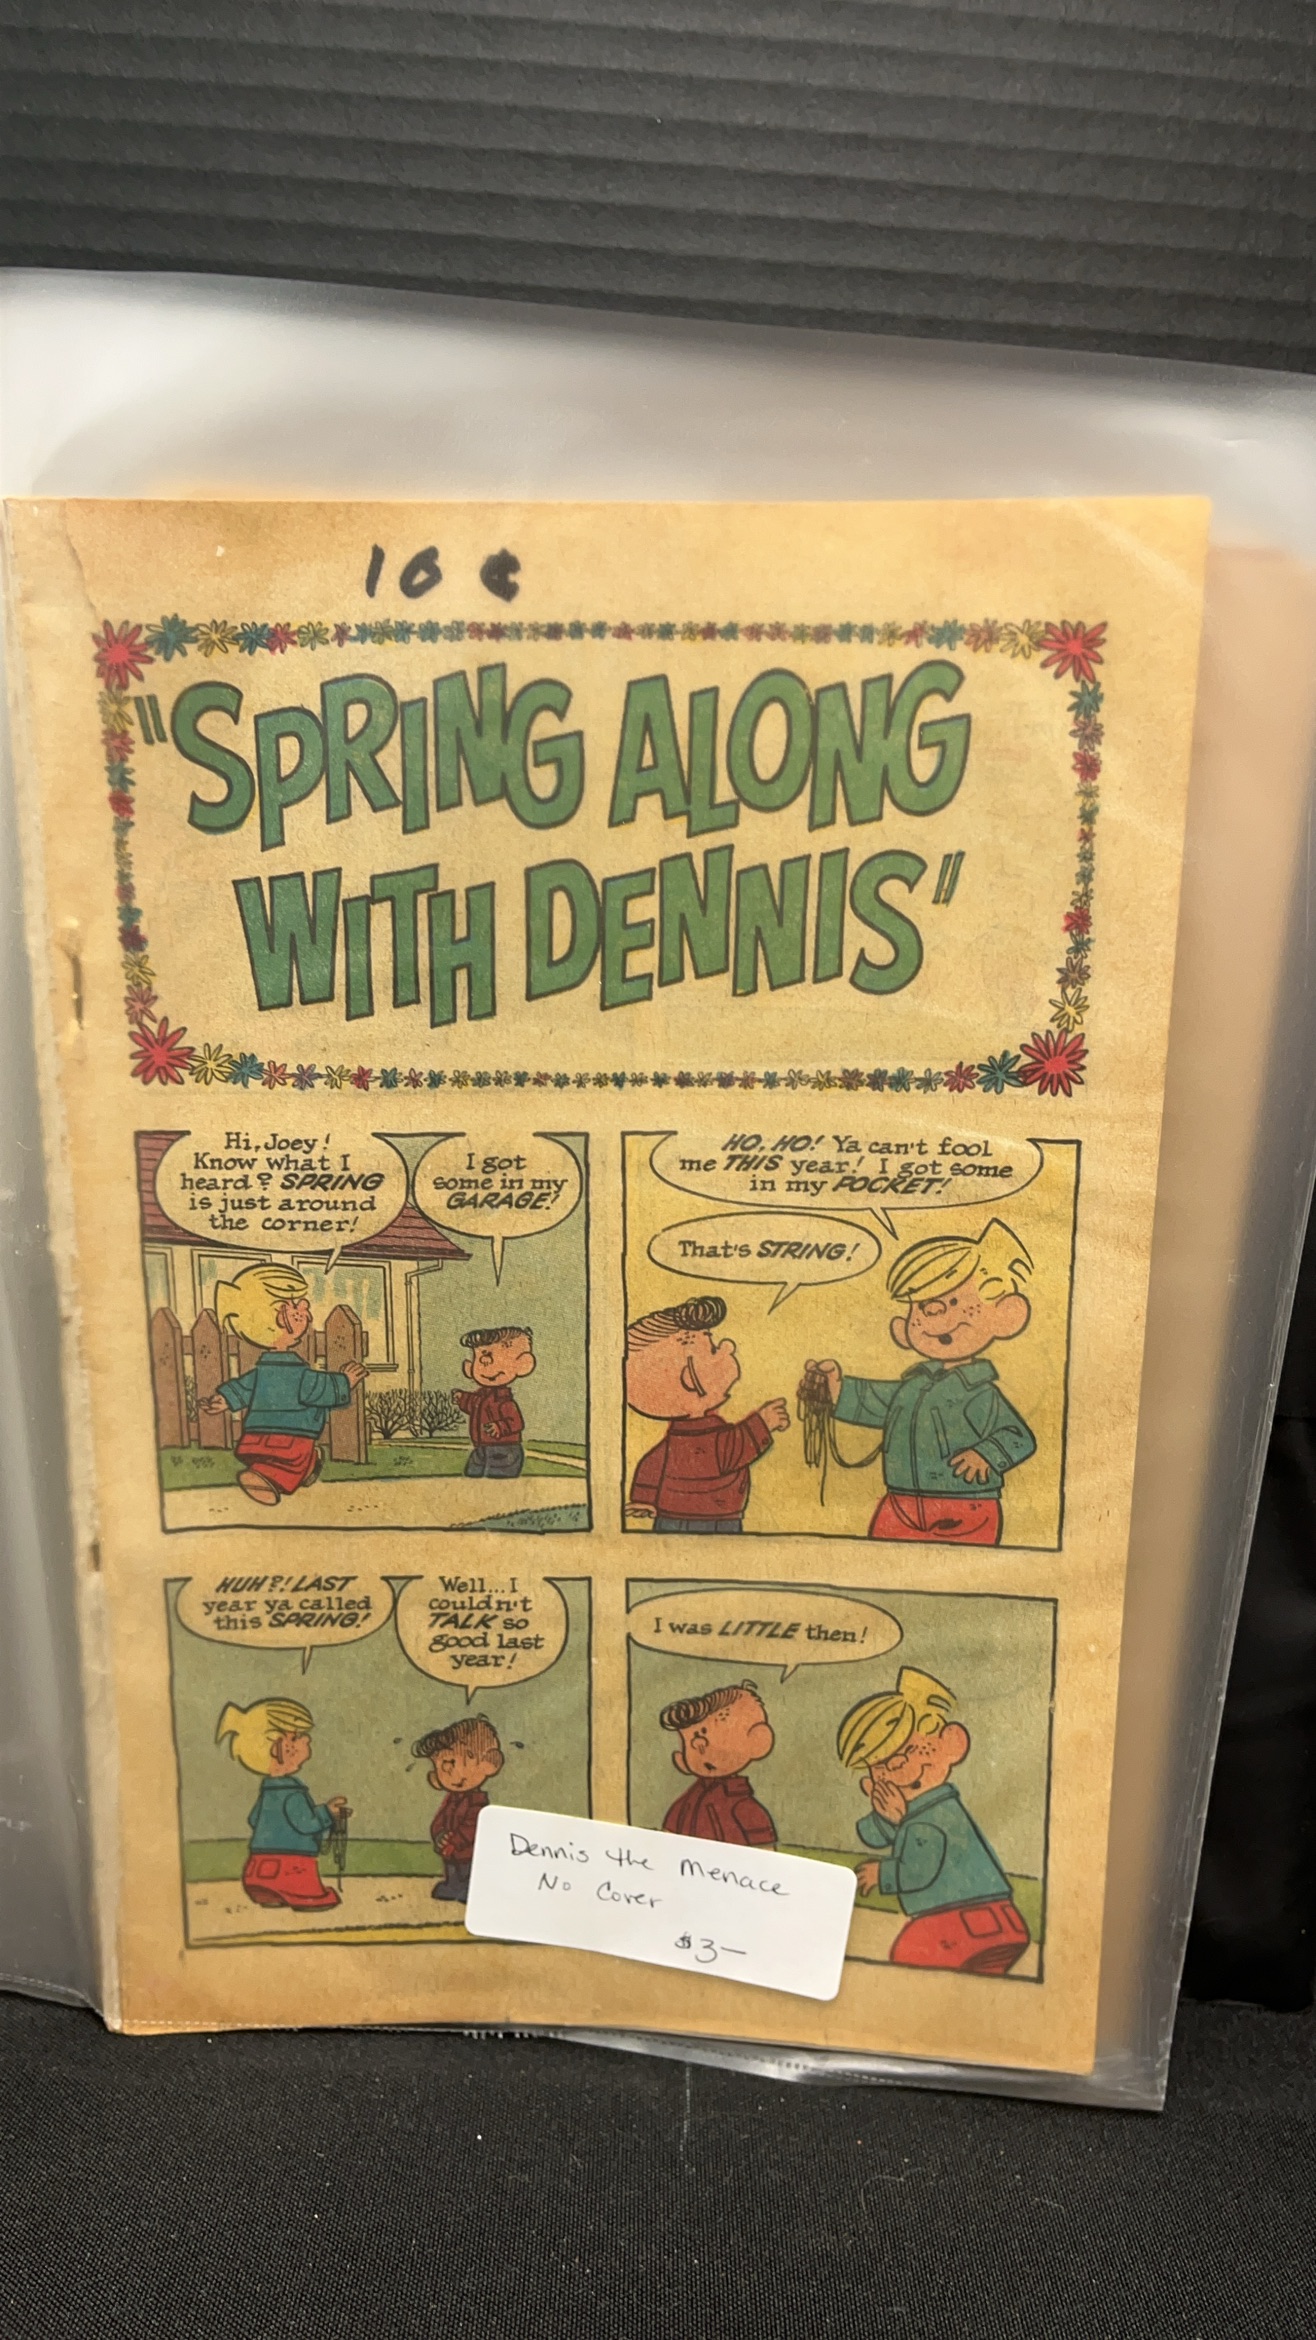 10¢
"SPRING ALONG
WITH DENNIS"
Hi, Joey!
Know what I
heard? SPRING
is just around
the corner!
I got
some in my
GARAGE!
HO, HO! Ya can't fool
me THIS year! I got some
in my POCKET!
That's STRING!
HUH?! LAST
year ya called
this SPRING!
Well...I
couldn't
TALK so
good last
year!
I was LITTLE then!
Dennis the Menace
No Cover
$3—